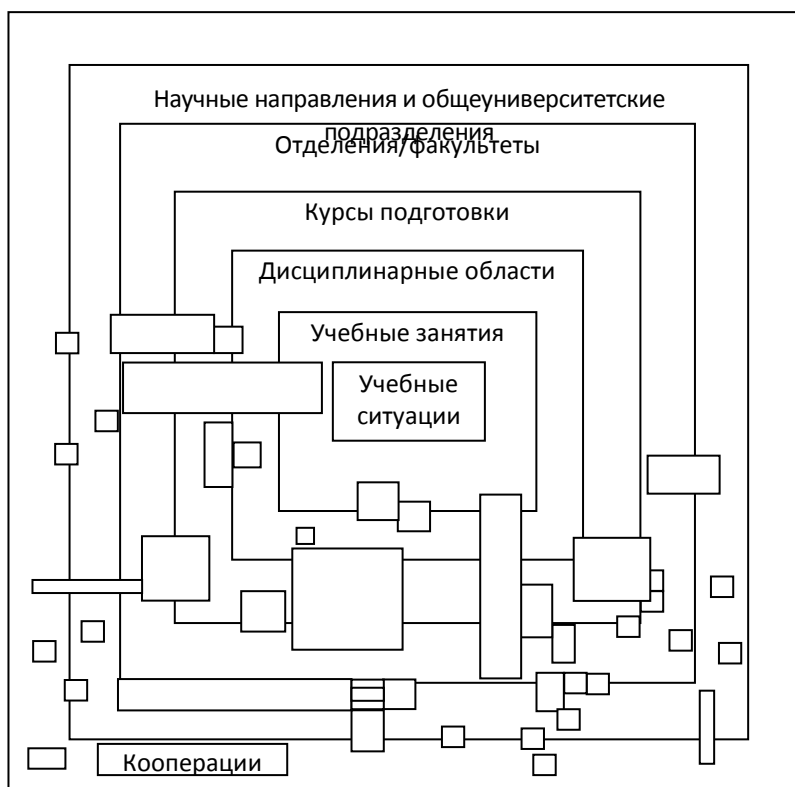 Научные направления и общеуниверситетские
подразделения
Отделения/факультеты
Курсы подготовки
Дисциплинарные области
Учебные занятия
Учебные
ситуации
Кооперации